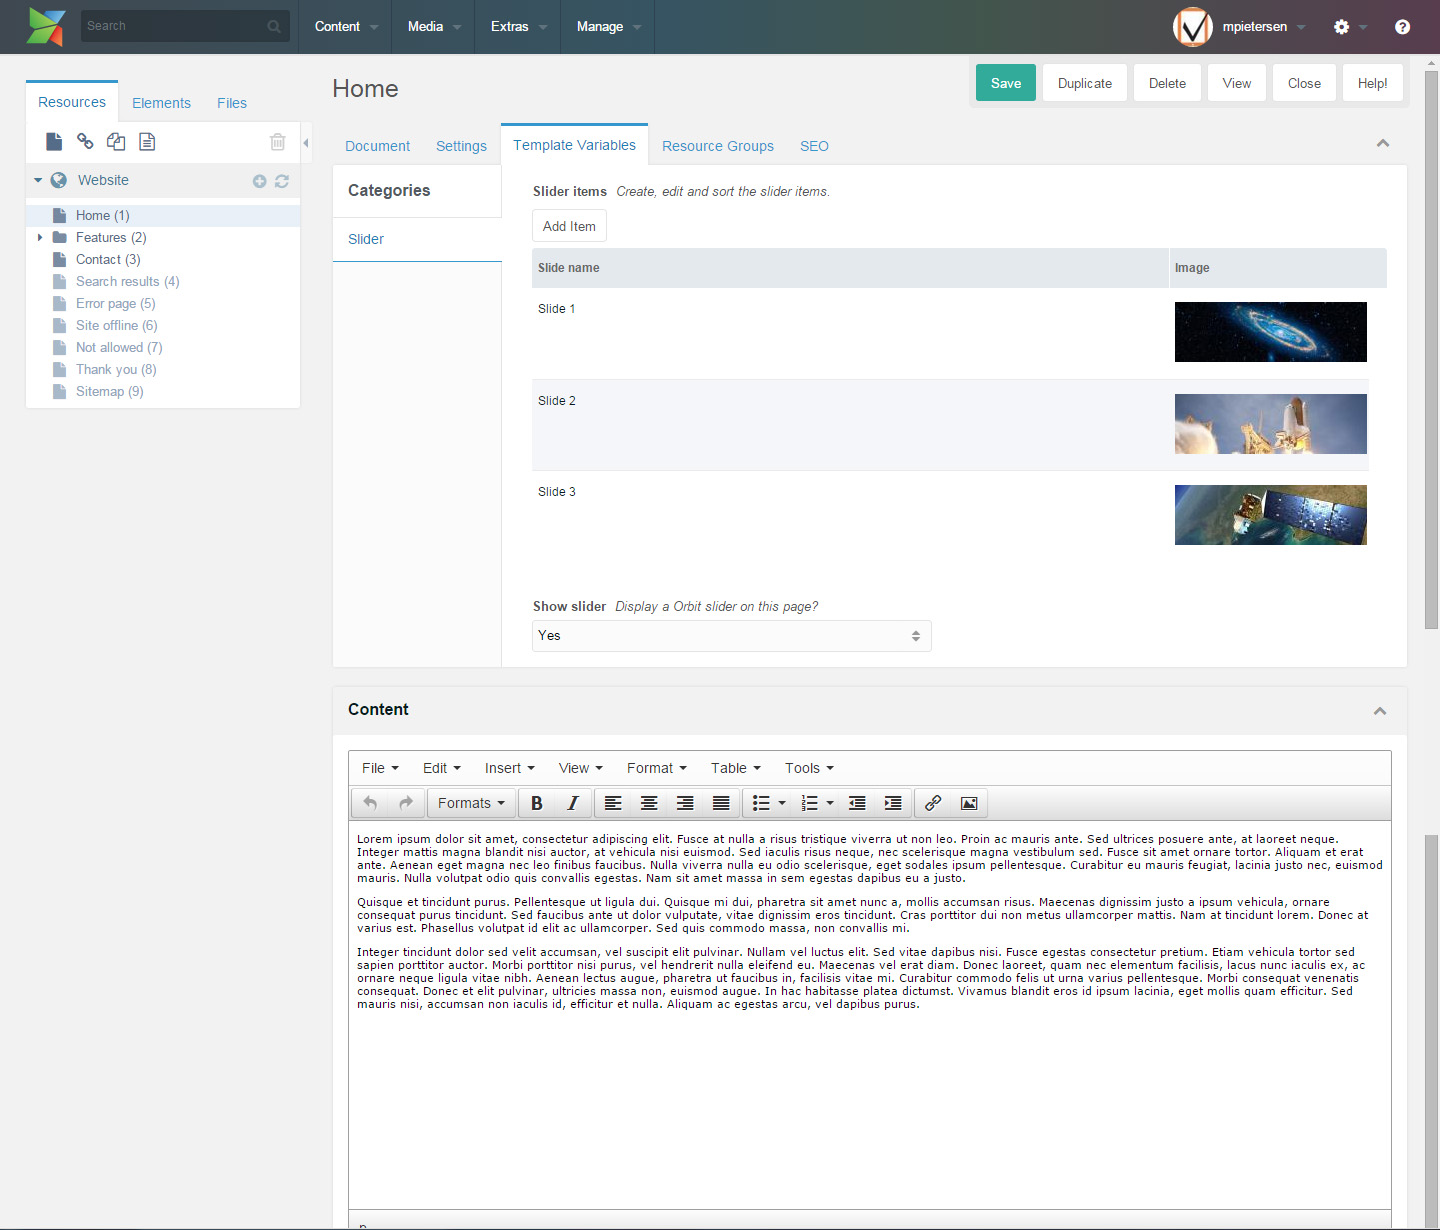 Search
Content
Media
Extras
Manage
mpietersen
Resources
Elements
Files
Website
Home (1)
Features (2)
Contact (3)
Search results (4)
Error page (5)
Site offline (6)
Not allowed (7)
Thank you (8)
Sitemap (9)
Home
Save
Duplicate
Delete
View
Close
Help!
Document
Settings
Template Variables
Resource Groups
SEO
Categories
Slider
Slider items Create, edit and sort the slider items.
Add Item
Slide name
Image
Slide 1
Slide 2
Slide 3
Show slider Display a Orbit slider on this page?
Yes
Content
File
Edit
Insert
View
Format
Table
Tools
Formats
B
I
Lorem ipsum dolor sit amet, consectetur adipiscing elit. Fusce at nulla a risus tristique viverra ut non leo. Proin ac mauris ante. Sed ultrices posuere ante, at laoreet neque.
Integer mattis magna blandit nisi auctor, at vehicula nisi euismod. Sed iaculis risus neque, nec scelerisque magna vestibulum sed. Fusce sit amet ornare tortor. Aliquam et erat
ante. Aenean eget magna nec leo finibus faucibus. Nulla viverra nulla eu odio scelerisque, eget sodales ipsum pellentesque. Curabitur eu mauris feugiat, lacinia justo nec, euismod
mauris. Nulla volutpat odio quis convallis egestas. Nam sit amet massa in sem egestas dapibus eu a justo.
Quisque et tincidunt purus. Pellentesque ut ligula dui. Quisque mi dui, pharetra sit amet nunc a, mollis accumsan risus. Maecenas dignissim justo a ipsum vehicula, ornare
consequat purus tincidunt. Sed faucibus ante ut dolor vulputate, vitae dignissim eros tincidunt. Cras porttitor dui non metus ullamcorper mattis. Nam at tincidunt lorem. Donec at
varius est. Phasellus volutpat id elit ac ullamcorper. Sed quis commodo massa, non convallis mi.
Integer tincidunt dolor sed velit accumsan, vel suscipit elit pulvinar. Nullam vel luctus elit. Sed vitae dapibus nisi. Fusce egestas consectetur pretium. Etiam vehicula tortor sed
sapien porttitor auctor. Morbi porttitor nisi purus, vel hendrerit nulla eleifend eu. Maecenas vel erat diam. Donec laoreet, quam nec elementum facilisis, lacus nunc iaculis ex, ac
ornare neque ligula vitae nibh. Aenean lectus augue, pharetra ut faucibus in, facilisis vitae mi. Curabitur commodo felis ut urna varius pellentesque. Morbi consequat venenatis
consequat. Donec et elit pulvinar, ultricies massa non, euismod augue. In hac habitasse platea dictumst. Vivamus blandit eros id ipsum lacinia, eget mollis quam efficitur. Sed
mauris nisi, accumsan non iaculis id, efficitur et nulla. Aliquam ac egestas arcu, vel dapibus purus.